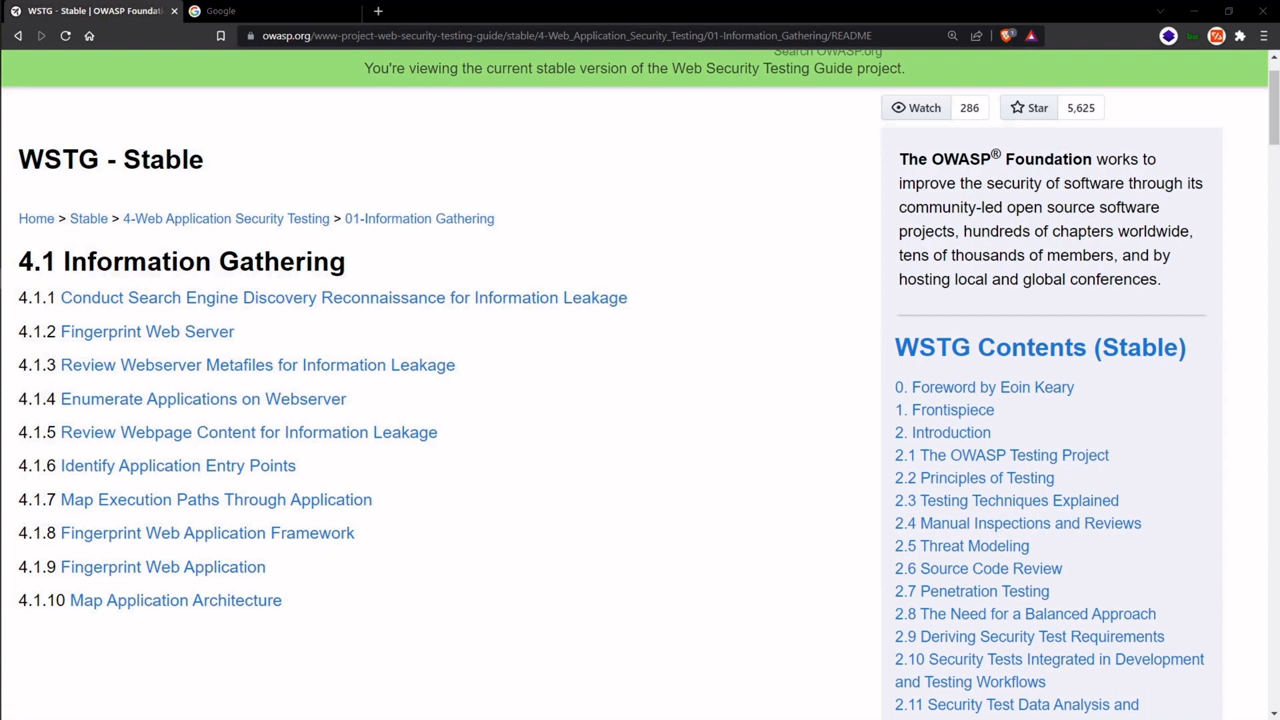 WSTG - Stable | OWASP Foundati
Google
owasp.org/www-project-web-security-testing-guide/stable/4-Web_Application_Security_Testing/01-Information_Gathering/README
Search OWASP.org
You're viewing the current stable version of the Web Security Testing Guide project.
Watch 286 Star 5,625
WSTG - Stable
Home > Stable > 4-Web Application Security Testing > 01-Information Gathering
4.1 Information Gathering
4.1.1 Conduct Search Engine Discovery Reconnaissance for Information Leakage
4.1.2 Fingerprint Web Server
4.1.3 Review Webserver Metafiles for Information Leakage
4.1.4 Enumerate Applications on Webserver
4.1.5 Review Webpage Content for Information Leakage
4.1.6 Identify Application Entry Points
4.1.7 Map Execution Paths Through Application
4.1.8 Fingerprint Web Application Framework
4.1.9 Fingerprint Web Application
4.1.10 Map Application Architecture
The OWASP® Foundation works to
improve the security of software through its
community-led open source software
projects, hundreds of chapters worldwide,
tens of thousands of members, and by
hosting local and global conferences.
WSTG Contents (Stable)
0. Foreword by Eoin Keary
1. Frontispiece
2. Introduction
2.1 The OWASP Testing Project
2.2 Principles of Testing
2.3 Testing Techniques Explained
2.4 Manual Inspections and Reviews
2.5 Threat Modeling
2.6 Source Code Review
2.7 Penetration Testing
2.8 The Need for a Balanced Approach
2.9 Deriving Security Test Requirements
2.10 Security Tests Integrated in Development
and Testing Workflows
2.11 Security Test Data Analysis and